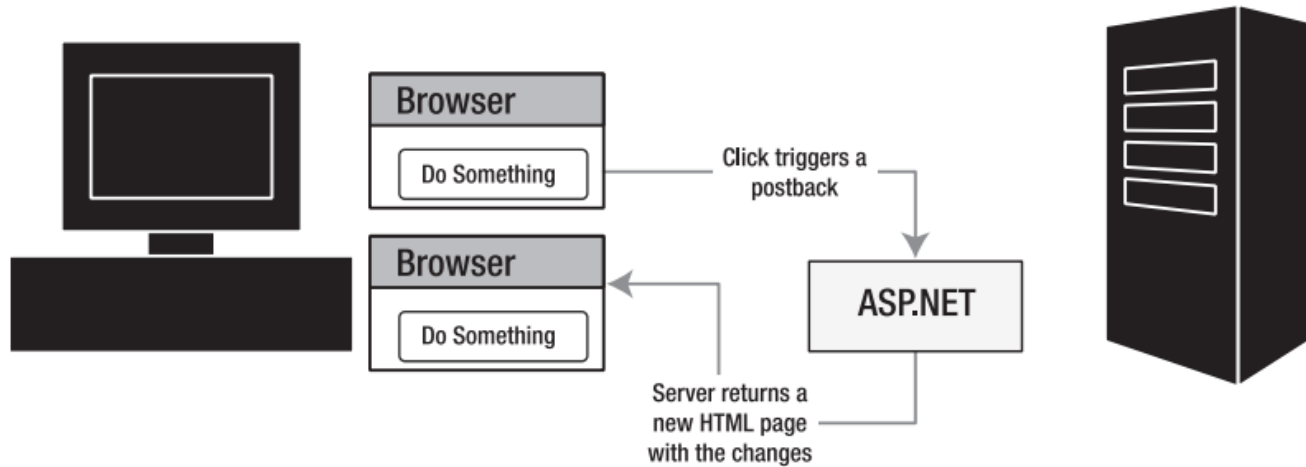 Browser
Do Something
Click triggers a
postback
Browser
Do Something
ASP.NET
Server returns a
new HTML page
with the changes